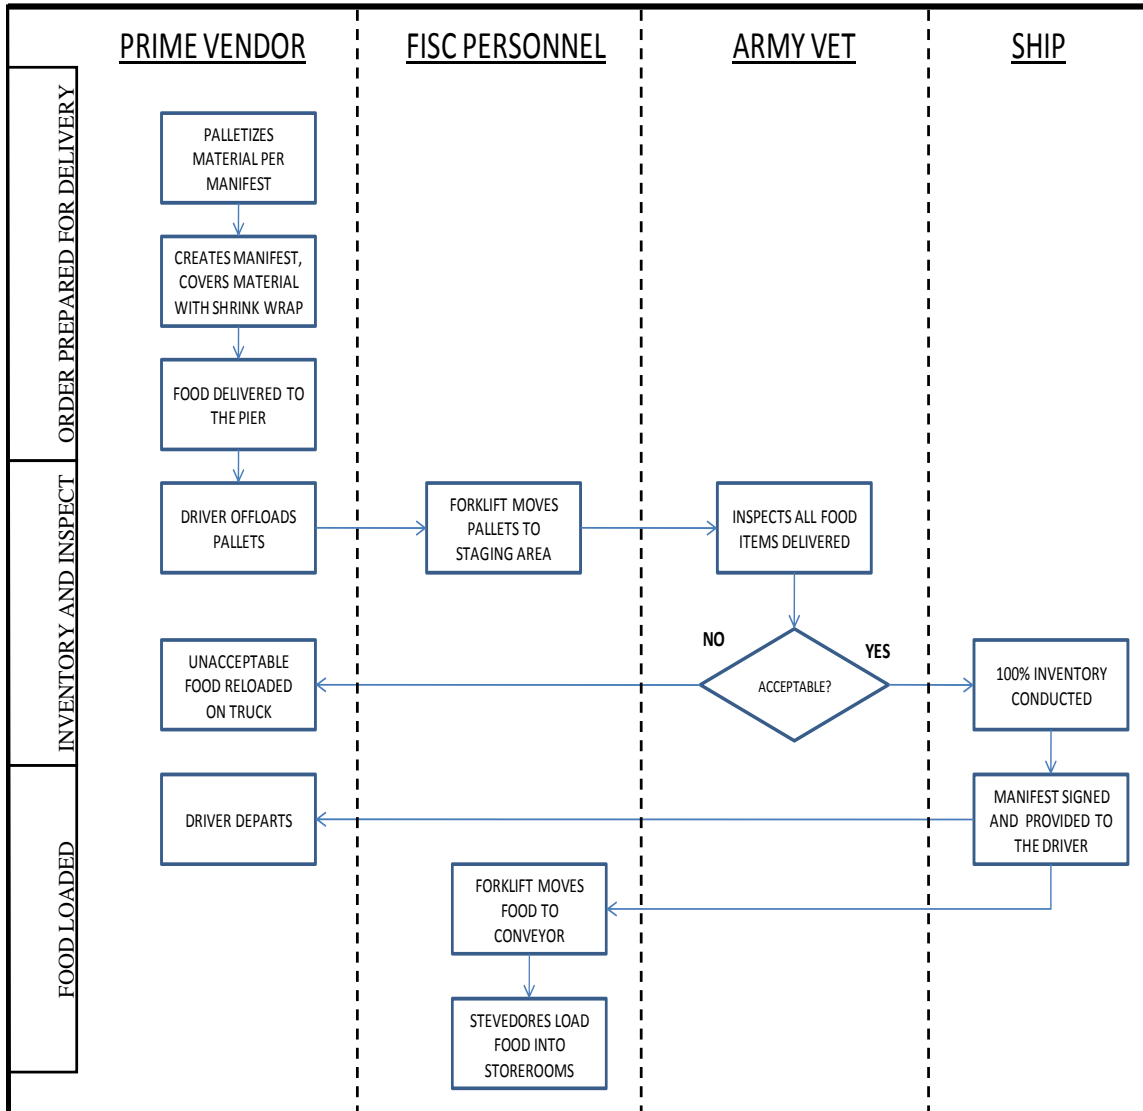 PRIME VENDOR
FISC PERSONNEL
ARMY VET
SHIP
ORDER PREPARED FOR DELIVERY
PALLETIZES
MATERIAL PER
MANIFEST
CREATES MANIFEST,
COVERS MATERIAL
WITH SHRINK WRAP
FOOD DELIVERED TO
THE PIER
INVENTORY AND INSPECT
DRIVER OFFLOADS
PALLETS
FORKLIFT MOVES
PALLETS TO
STAGING AREA
INSPECTS ALL FOOD
ITEMS DELIVERED
NO
YES
ACCEPTABLE?
UNACCEPTABLE
FOOD RELOADED
ON TRUCK
100% INVENTORY
CONDUCTED
FOOD LOADED
DRIVER DEPARTS
MANIFEST SIGNED
AND PROVIDED TO
THE DRIVER
FORKLIFT MOVES
FOOD TO
CONVEYOR
STEVEDORES LOAD
FOOD INTO
STOREROOMS